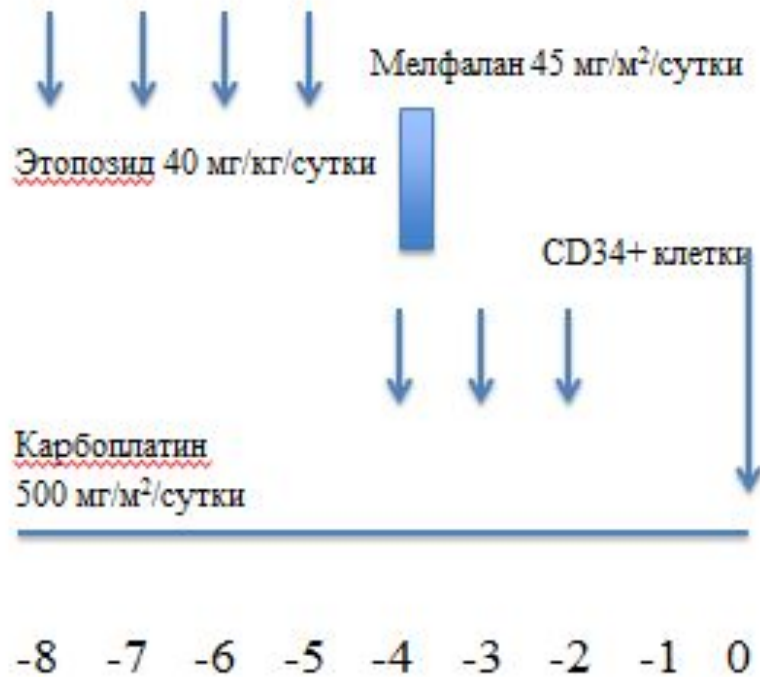 Мелфалан 45 мг/м²/сутки
Этопозид 40 мг/кг/сутки
CD34+ клетки
Карбоплатин
500 мг/м²/сутки
-8 -7 -6 -5 -4 -3 -2 -1 0